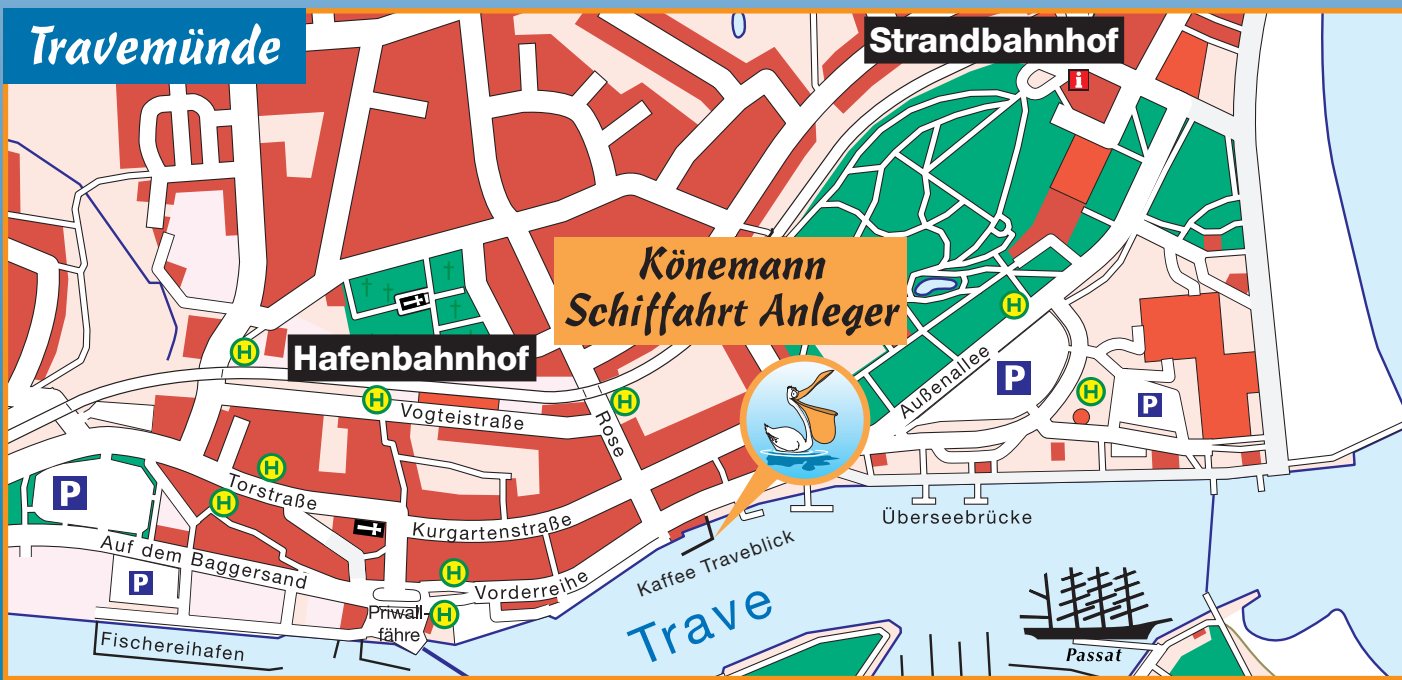 Travemünde
Strandbahnhof
i
Könemann
Schiffahrt Anleger
H
Hafenbahnhof
H
H
Vogteistraße
H
Rose
Außenallee
P
H
P
H
Torstraße
H
P
Kurgartenstraße
Überseebrücke
Auf dem Baggersand
P
H
Vorderreihe
Kaffee Traveblick
Priwall-
fähre
H
Trave
Fischereihafen
Passat